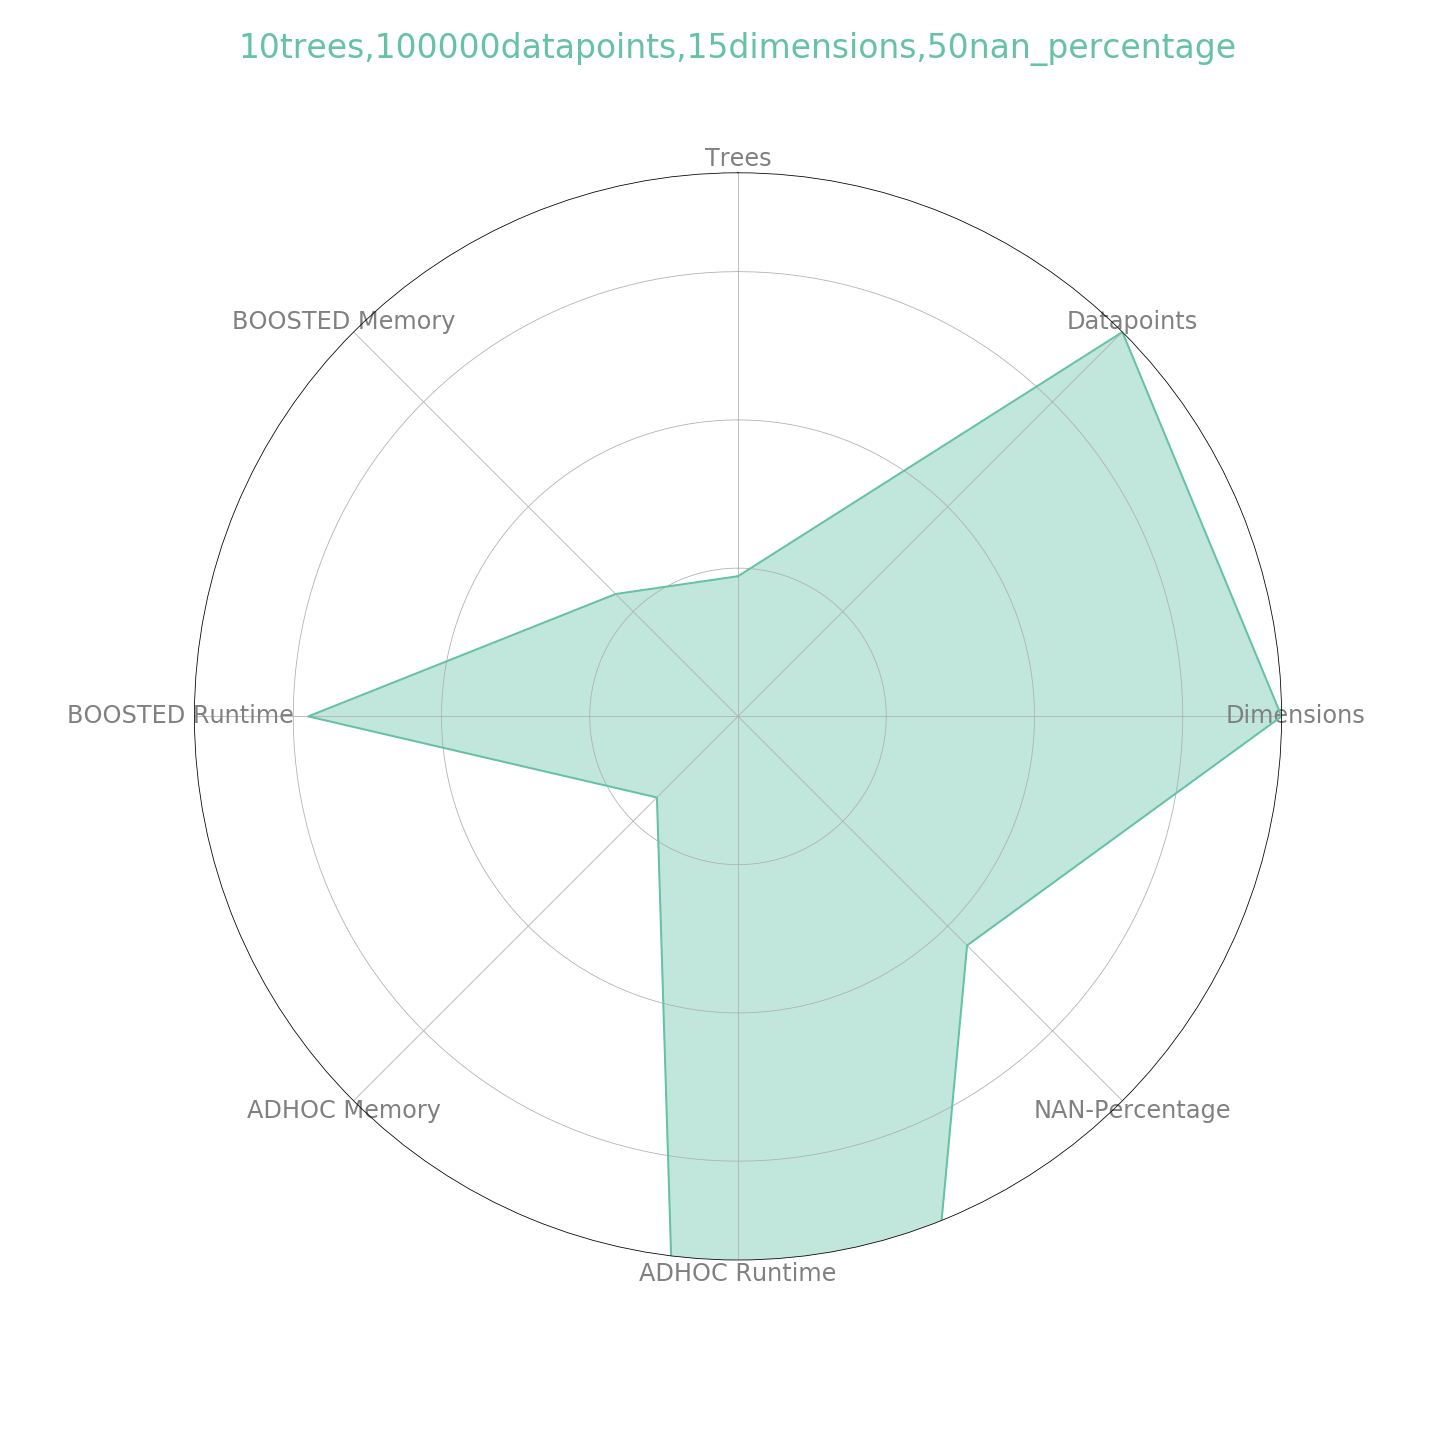 10trees,100000datapoints,15dimensions,50nan_percentage
Trees
BOOSTED Memory
Datapoints
BOOSTED Runtime
Dimensions
ADHOC Memory
NAN-Percentage
ADHOC Runtime